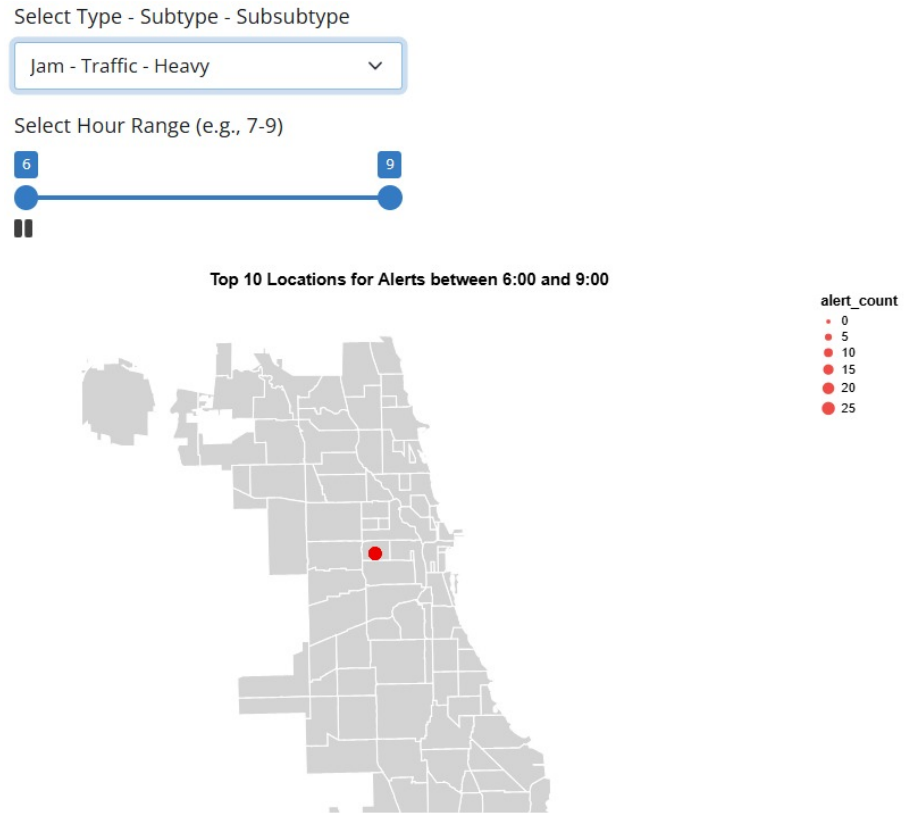 Select Type - Subtype - Subsubtype
Jam - Traffic - Heavy
Select Hour Range (e.g., 7-9)
6 9
Top 10 Locations for Alerts between 6:00 and 9:00
alert_count
0
5
10
15
20
25